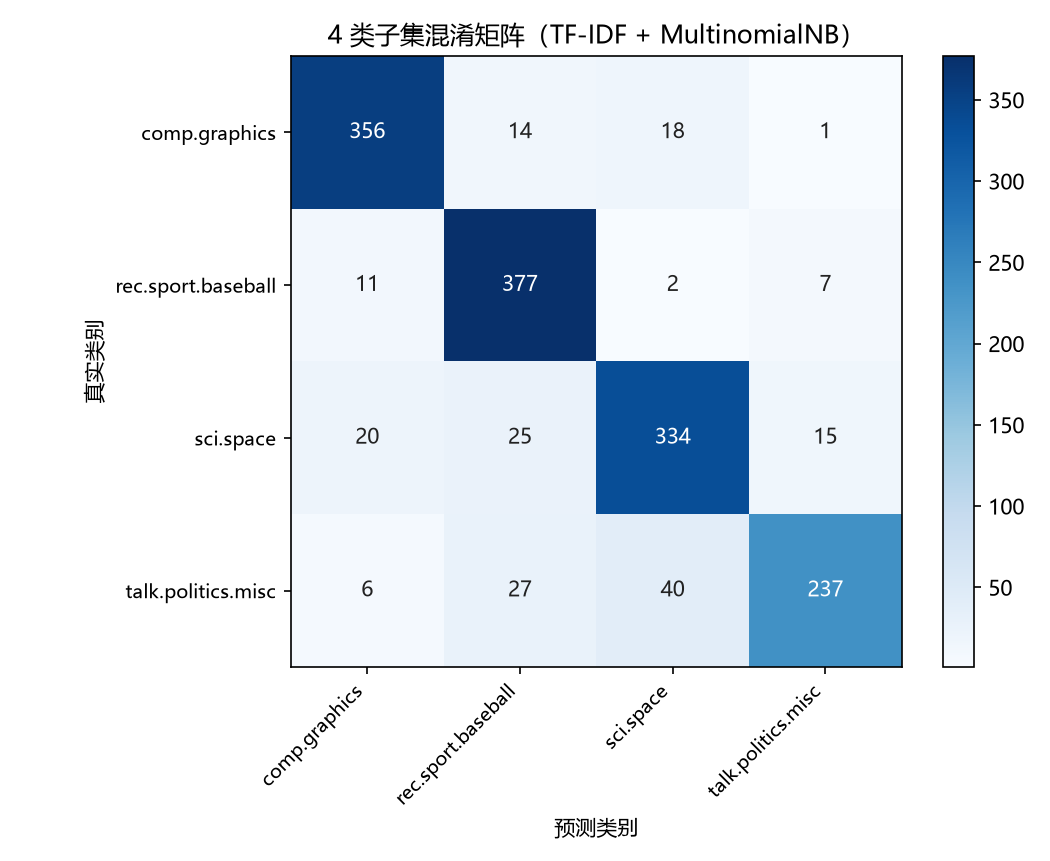 4 类子集混淆矩阵（TF-IDF + MultinomialNB）
真实类别
comp.graphics 356 14 18 1
rec.sport.baseball 11 377 2 7
sci.space 20 25 334 15
talk.politics.misc 6 27 40 237
comp.graphics
rec.sport.baseball
sci.space
talk.politics.misc
预测类别
350
300
250
200
150
100
50